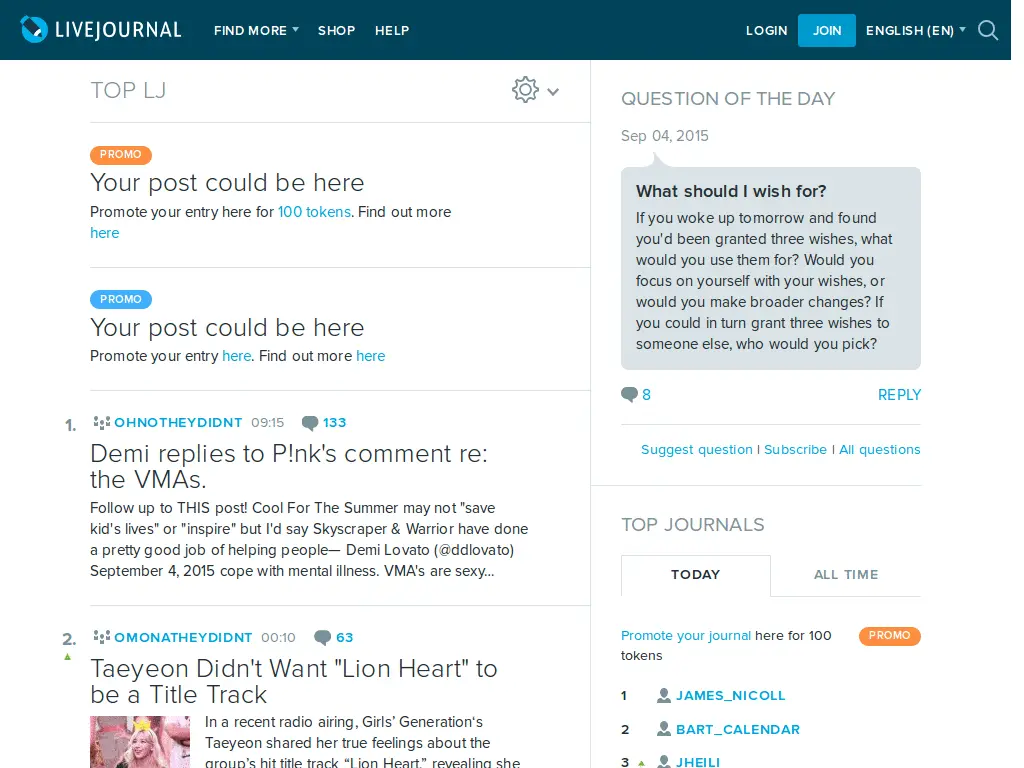 LIVEJOURNAL
FIND MORE
SHOP
HELP
LOGIN
JOIN
ENGLISH (EN)
TOP LJ
PROMO
Your post could be here
Promote your entry here for 100 tokens. Find out more
here
PROMO
Your post could be here
Promote your entry here. Find out more here
1.
OHNOTHEYDIDNT 09:15 133
Demi replies to P!nk's comment re:
the VMAs.
Follow up to THIS post! Cool For The Summer may not "save
kid's lives" or "inspire" but I'd say Skyscraper & Warrior have done
a pretty good job of helping people— Demi Lovato (@ddlovato)
September 4, 2015 cope with mental illness. VMA's are sexy...
2.
OMONATHEYDIDNT 00:10 63
Taeyeon Didn't Want "Lion Heart" to
be a Title Track
In a recent radio airing, Girls’ Generation‘s
Taeyeon shared her true feelings about the
group’s hit title track “Lion Heart,” revealing she
QUESTION OF THE DAY
Sep 04, 2015
What should I wish for?
If you woke up tomorrow and found
you'd been granted three wishes, what
would you use them for? Would you
focus on yourself with your wishes, or
would you make broader changes? If
you could in turn grant three wishes to
someone else, who would you pick?
8
REPLY
Suggest question | Subscribe | All questions
TOP JOURNALS
TODAY
ALL TIME
Promote your journal here for 100
tokens
PROMO
1 JAMES_NICOLL
2 BART_CALENDAR
3 JHEILI